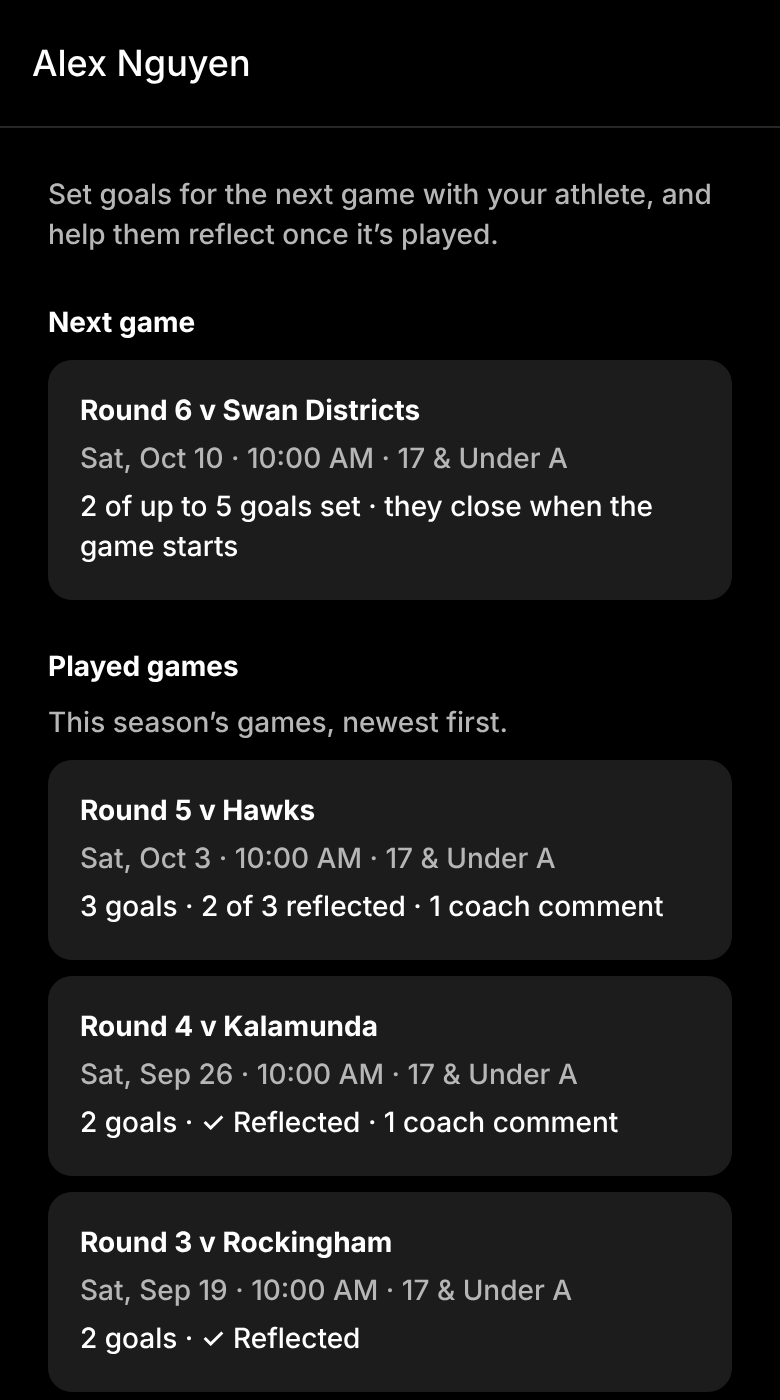 Alex Nguyen
Set goals for the next game with your athlete, and
help them reflect once it’s played.
Next game
Round 6 v Swan Districts
Sat, Oct 10 · 10:00 AM · 17 & Under A
2 of up to 5 goals set · they close when the
game starts
Played games
This season’s games, newest first.
Round 5 v Hawks
Sat, Oct 3 · 10:00 AM · 17 & Under A
3 goals · 2 of 3 reflected · 1 coach comment
Round 4 v Kalamunda
Sat, Sep 26 · 10:00 AM · 17 & Under A
2 goals · ✓ Reflected · 1 coach comment
Round 3 v Rockingham
Sat, Sep 19 · 10:00 AM · 17 & Under A
2 goals · ✓ Reflected